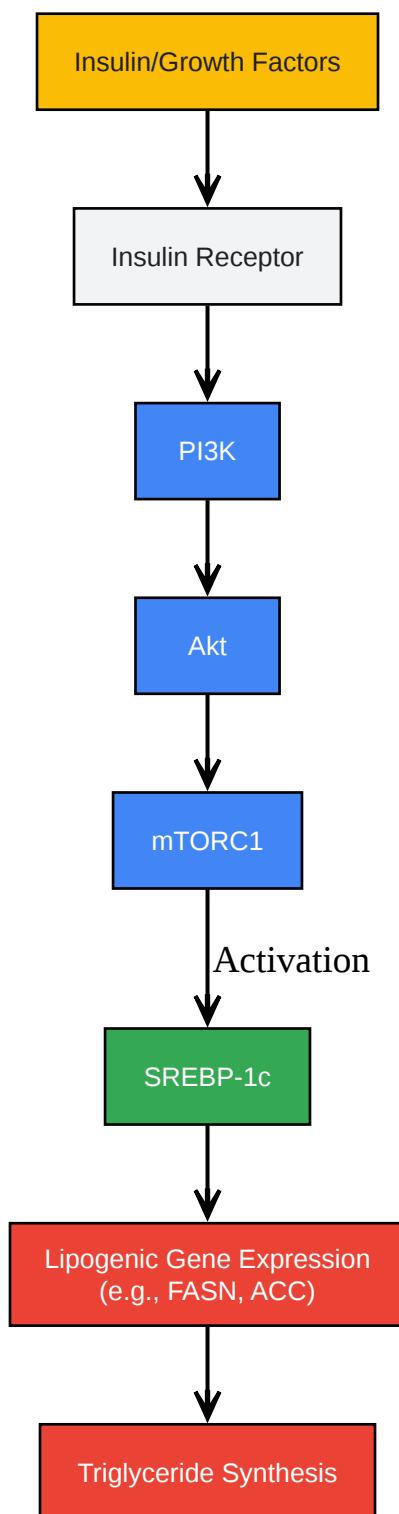 Insulin/Growth Factors
Insulin Receptor
PI3K
Akt
mTORC1
Activation
SREBP-1c
Lipogenic Gene Expression
(e.g., FASN, ACC)
Triglyceride Synthesis